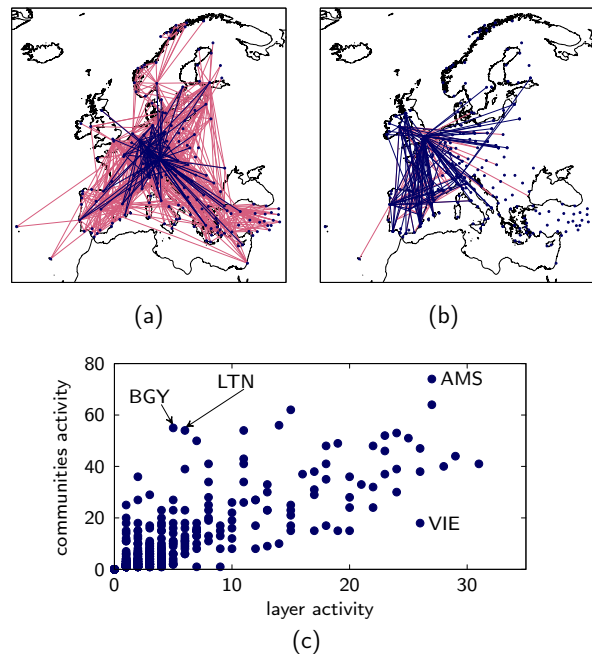 (a)
(b)
communities activity
80
60
40
20
0
BGY
LTN
AMS
VIE
0
10
20
30
layer activity
(c)